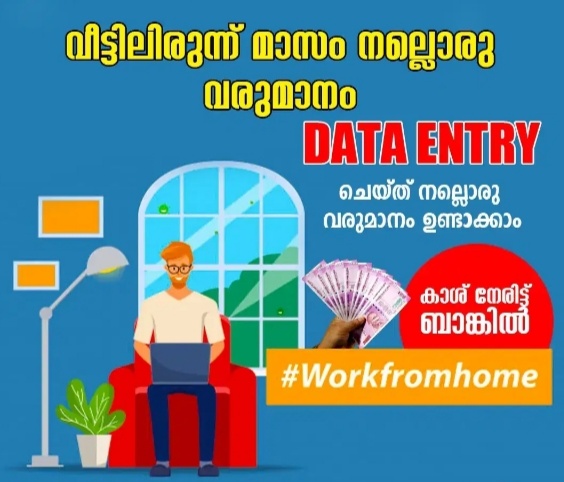 വീട്ടിലിരുന്ന് മാസം നല്ലൊരു
വരുമാനം
DATA ENTRY
ചെയ്ത് നല്ലൊരു
വരുമാനം ഉണ്ടാക്കാം
കാശ് നേരിട്ട്
ബാങ്കിൽ
#Workfromhome